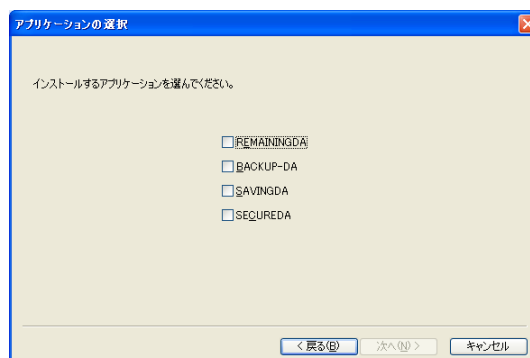 アプリケーションの選択
インストールするアプリケーションを選んでください。
REMAININGDA
BACKUP-DA
SAVINGDA
SECUREDA
< 戻る(B)
次へ(N) >
キャンセル